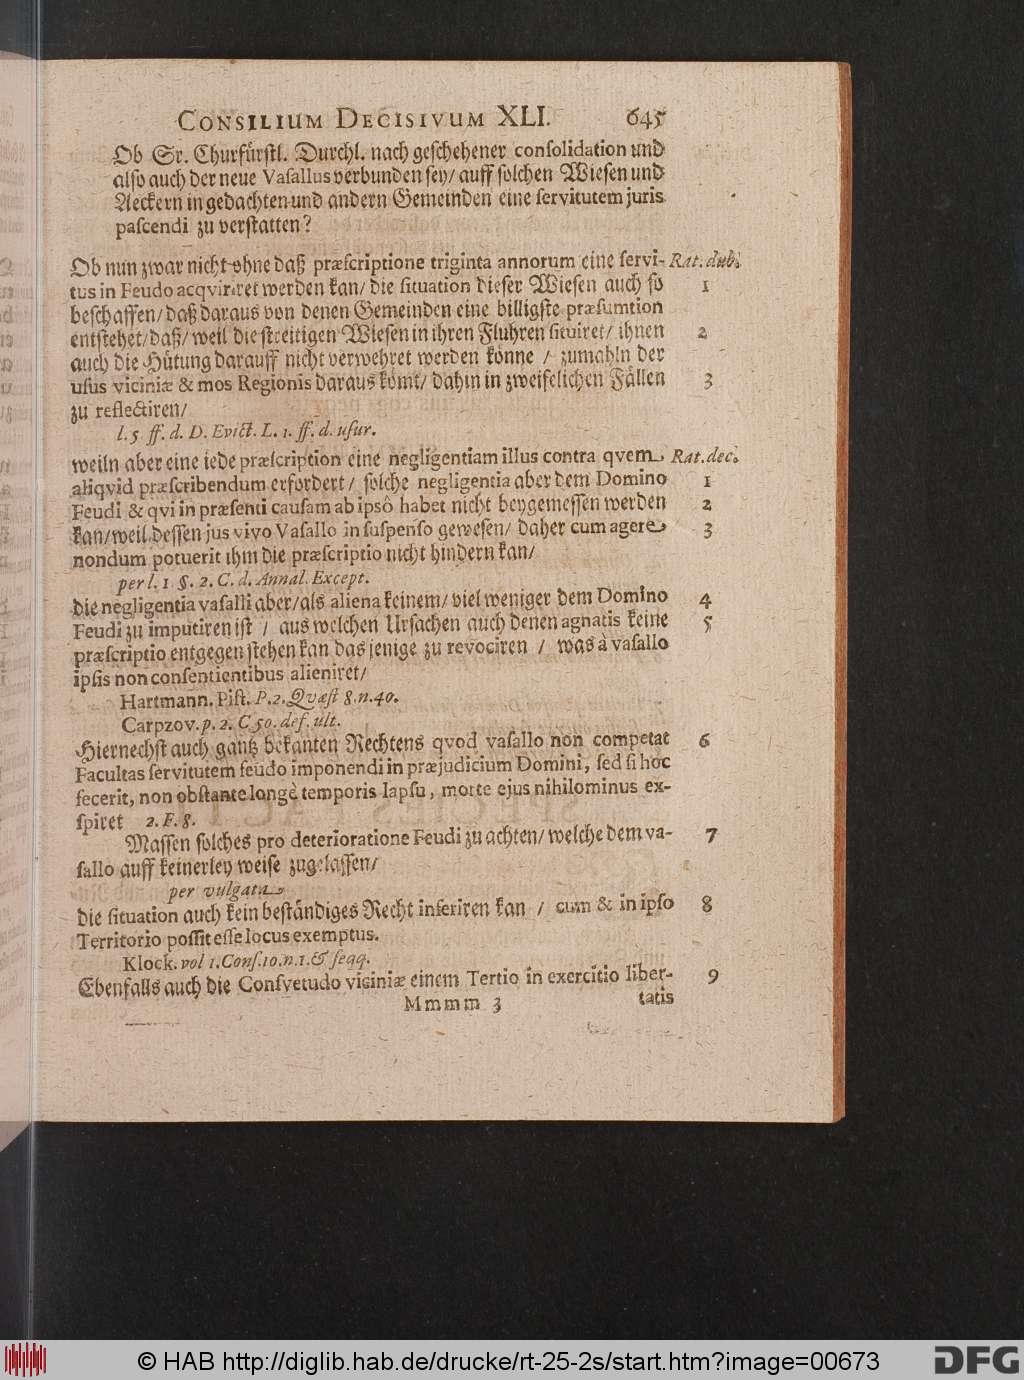 CONSILIUM DECISIVUM XLI. 645
Ob Sr. Churfürstl. Durchl. nach geschehener consolidation und
also auch der neue Vasallus verbunden sey/ auff solchen Wiesen und
Aeckern in gedachten und andern Gemeinden eine servitutem juris
pascendi zu verstatten?
Ob nun zwar nicht ohne daß præscriptione triginta annorum eine servi- Rat. dub.
tus in Feudo acqviriret werden kan/ die situation dieser Wiesen auch so 1
beschaffen/ daß daraus von denen Gemeinden eine billigste præsumtion
entstehet/ daß/ weil die streitigen Wiesen in ihren Fluhren situiret/ ihnen 2
auch die Hütung darauff nicht verwehret werden könne / zumahln der
usus viciniæ & mos Regionis daraus kömt/ dahin in zweifelichen Fällen 3
zu reflectiren/
l. 5 ff. d. D. Evict. L. 1. ff. d. usur.
weiln aber eine iede præscription eine negligentiam illus contra qvem Rat. dec.
aliqvid præscribendum erfordert/ solche negligentia aber dem Domino 1
Feudi & qvi in præsenti causam ab ipsô habet nicht beygemessen werden 2
kan/ weil dessen jus vivo Vasallo in suspenso gewesen/ daher cum agere 3
nondum potuerit ihm die præscriptio nicht hindern kan/
per l. 1 §. 2. C. d. Annal. Except.
die negligentia vasalli aber/ als aliena keinem/ viel weniger dem Domino 4
Feudi zu imputiren ist / aus welchen Ursachen auch denen agnatis keine 5
præscriptio entgegen stehen kan das jenige zu revociren / was à vasallo
ipsis non consentientibus alieniret/
Hartmann. Pist. P. 2. Qvæst 8. n. 40.
Carpzov. p. 2. C 50. def. ult.
Hiernechst auch gantz bekanten Rechtens qvod vasallo non competat 6
Facultas servitutem feudo imponendi in præjudicium Domini, sed si hoc
fecerit, non obstante longè temporis lapsu, morte ejus nihilominus ex-
spiret 2. F. 8.
Massen solches pro deterioratione Feudi zu achten/ welche dem va- 7
sallo auff keinerley weise zugelassen/
per vulgata
die situation auch kein beständiges Recht inferiren kan / cum & in ipso 8
Territorio possit esse locus exemptus.
Klock. vol 1. Cons. 10. n. 1. & seqq.
Ebenfalls auch die Consvetudo viciniæ einem Tertio in exercitio liber- 9
Mmmm 3 tatis
© HAB http://diglib.hab.de/drucke/rt-25-2s/start.htm?image=00673 DFG